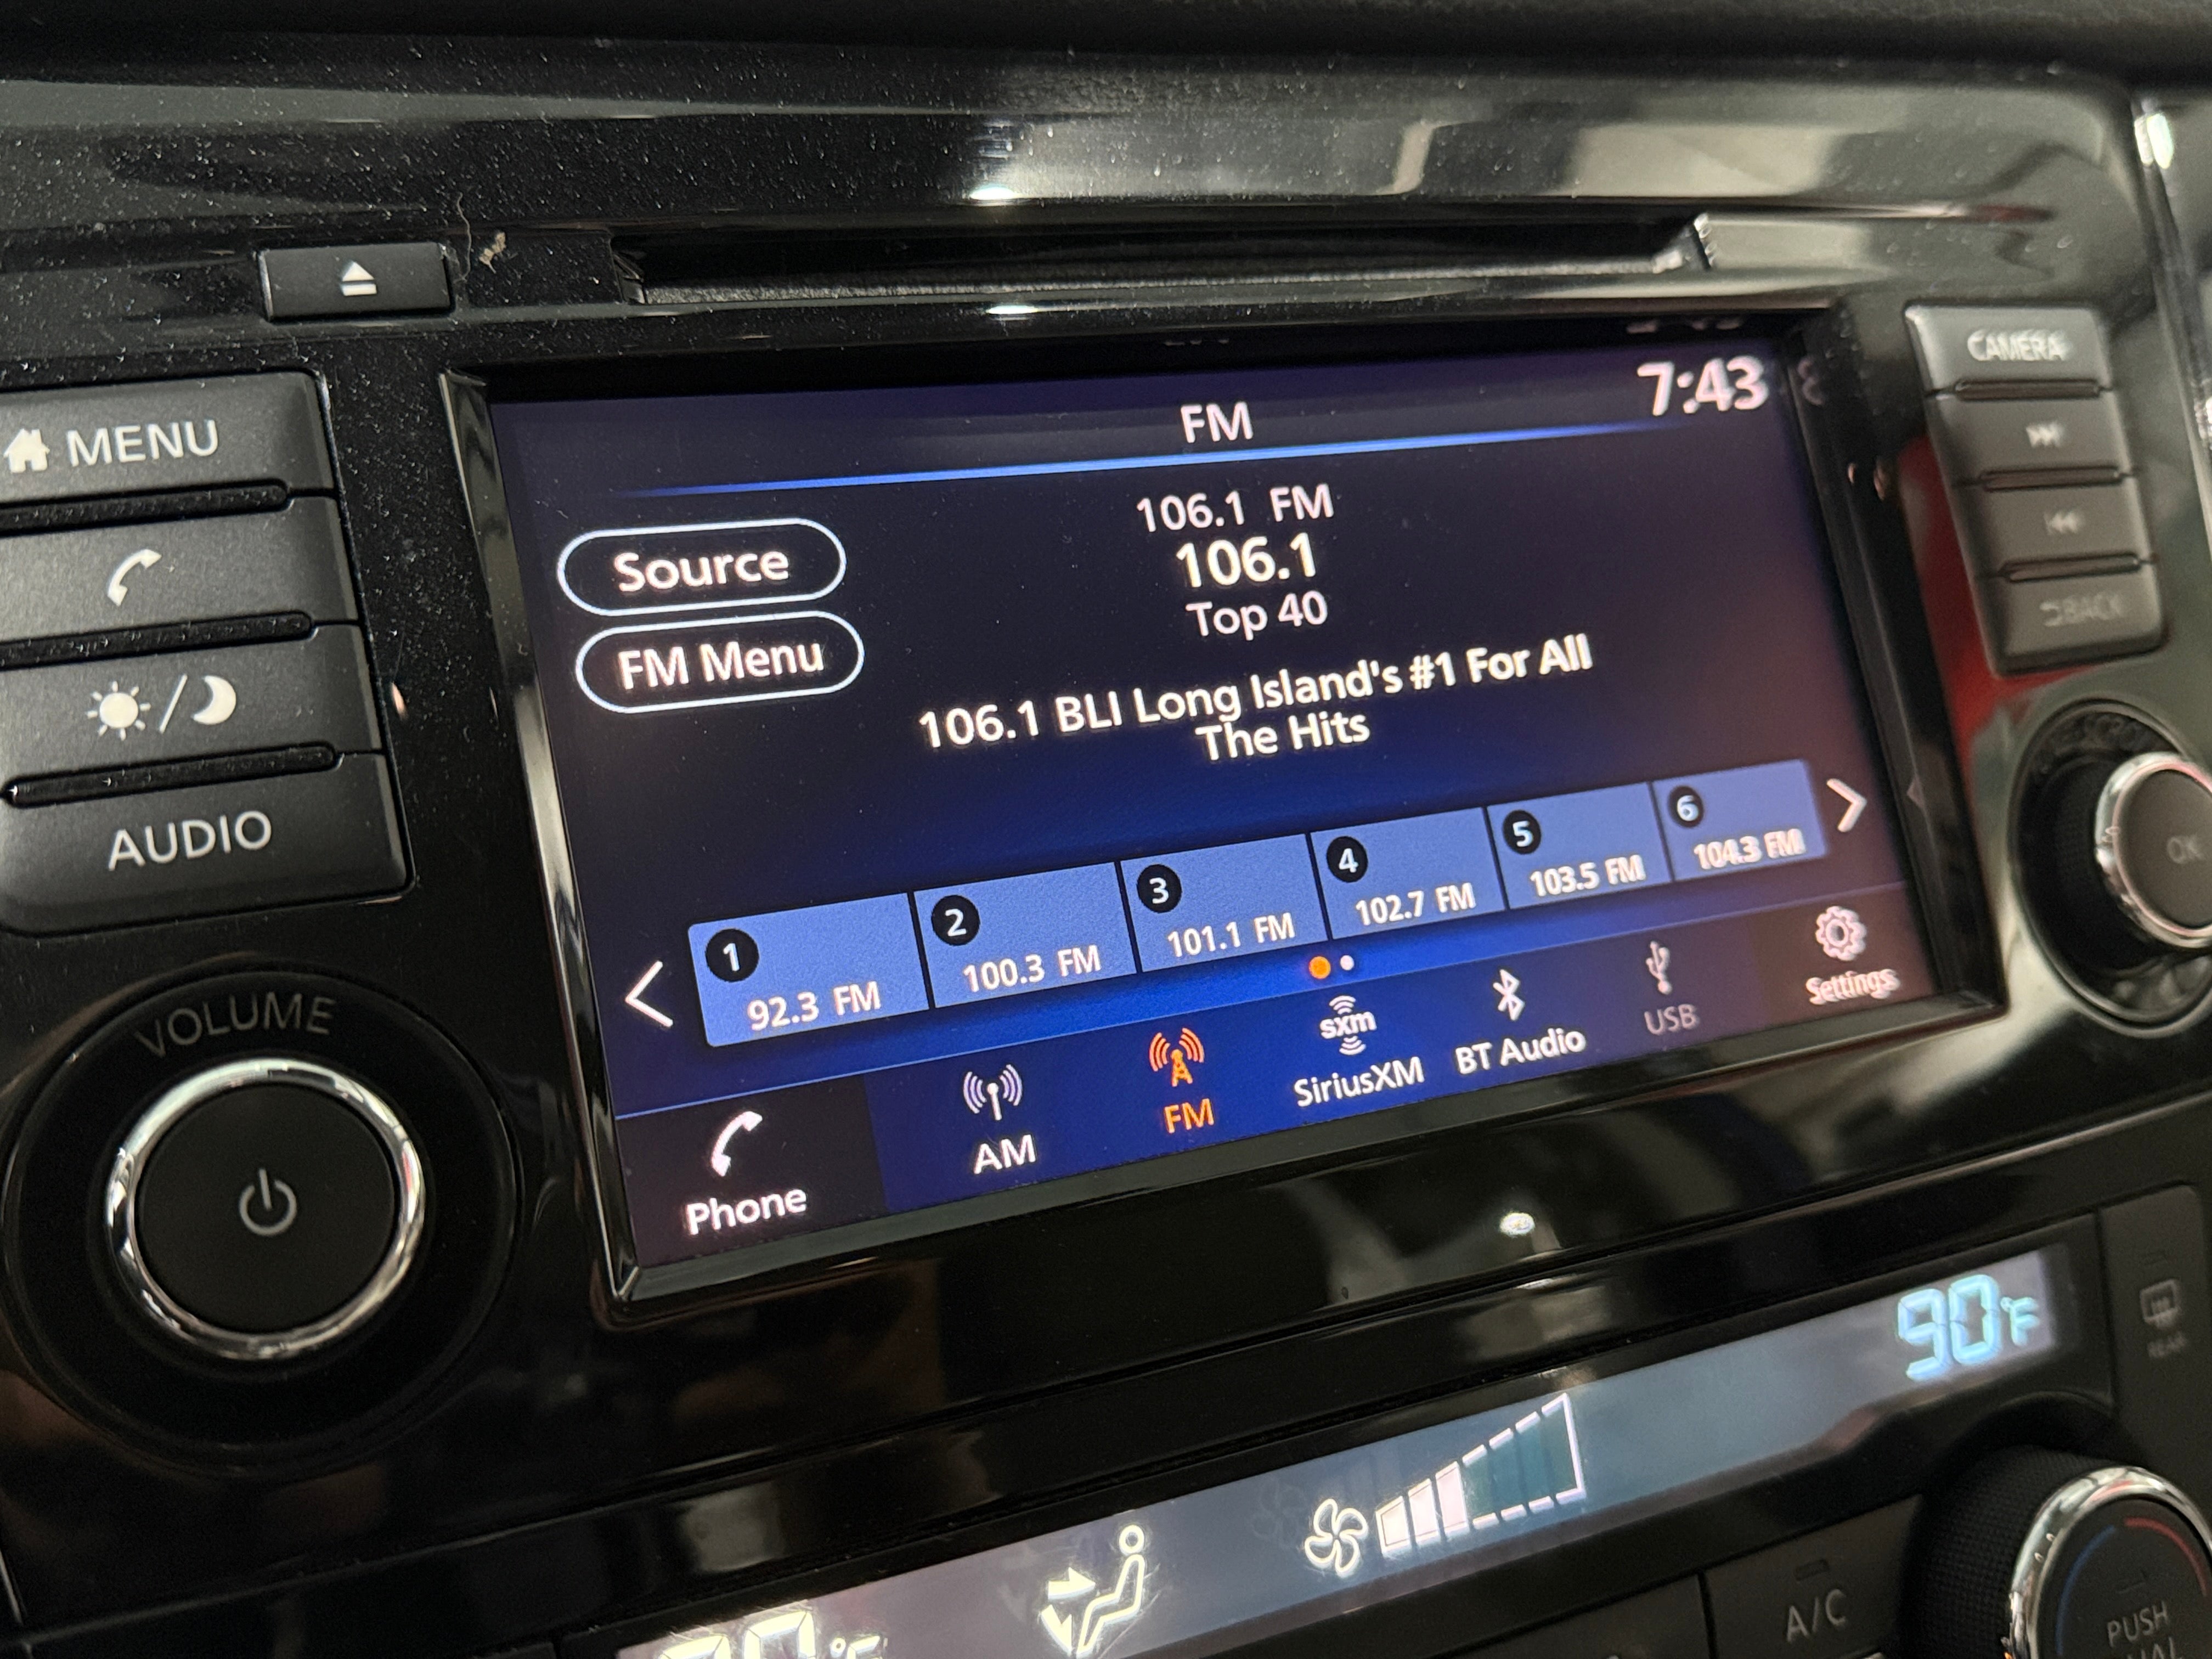 MENU
AUDIO
VOLUME
FM
7:43
Source
FM Menu
106.1 FM
106.1
Top 40
106.1 BLI Long Island's #1 For All
The Hits
1
92.3 FM
2
100.3 FM
3
101.1 FM
4
102.7 FM
5
103.5 FM
6
104.3 FM
Phone
AM
FM
sxm
SiriusXM
BT Audio
USB
Settings
CAMERA
BACK
OK
90°F
REAR
°F
A/C
PUSH